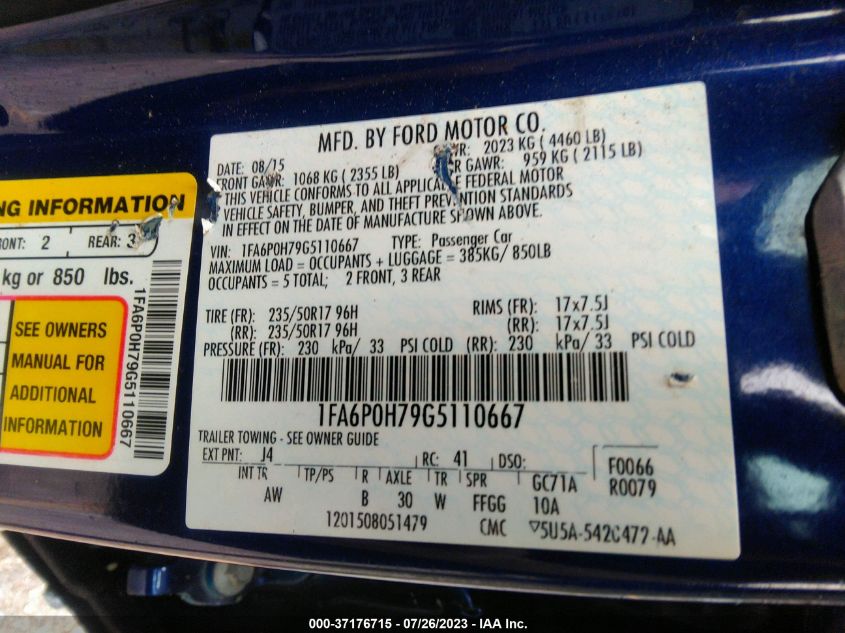 MFD. BY FORD MOTOR CO.
DATE: 08/15 WR: 2023 KG ( 4460 LB)
FRONT GAWR: 1068 KG ( 2355 LB) R GAWR: 959 KG ( 2115 LB)
THIS VEHICLE CONFORMS TO ALL APPLICABLE FEDERAL MOTOR
VEHICLE SAFETY, BUMPER, AND THEFT PREVENTION STANDARDS
IN EFFECT ON THE DATE OF MANUFACTURE SHOWN ABOVE.
VIN: 1FA6P0H79G5110667 TYPE: Passenger Car
MAXIMUM LOAD = OCCUPANTS + LUGGAGE = 385KG/ 850LB
OCCUPANTS = 5 TOTAL; 2 FRONT, 3 REAR
TIRE (FR): 235/50R17 96H RIMS (FR): 17x7.5J
(RR): 235/50R17 96H (RR): 17x7.5J
PRESSURE (FR): 230 kPa/ 33 PSI COLD (RR): 230 kPa/ 33 PSI COLD
1FA6P0H79G5110667
TRAILER TOWING - SEE OWNER GUIDE
EXT PNT: J4 RC: 41 DSO: F0066
INT TR TP/PS R AXLE TR SPR GC71A R0079
AW B 30 W FFGG 10A
1201508051479 CMC 5U5A-5420472-AA
NG INFORMATION
ONT: 2 REAR: 3
kg or 850 lbs.
SEE OWNERS
MANUAL FOR
ADDITIONAL
INFORMATION
1FA6P0H79G5110667
000-37176715 - 07/26/2023 - IAA Inc.